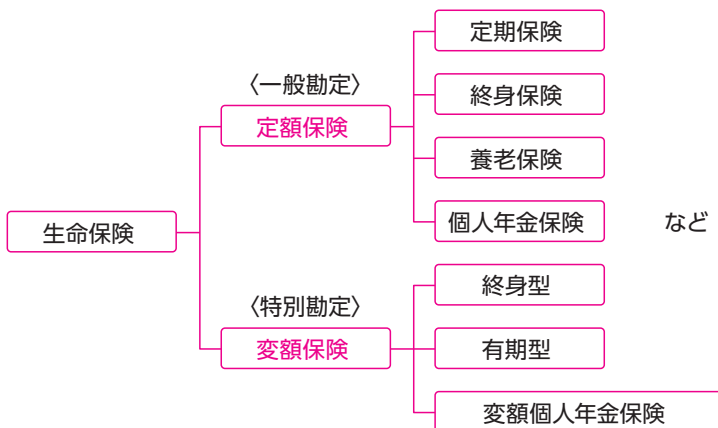 定期保険
〈一般勘定〉
終身保険
定額保険
養老保険
個人年金保険
など
生命保険
終身型
〈特別勘定〉
変額保険
有期型
変額個人年金保険